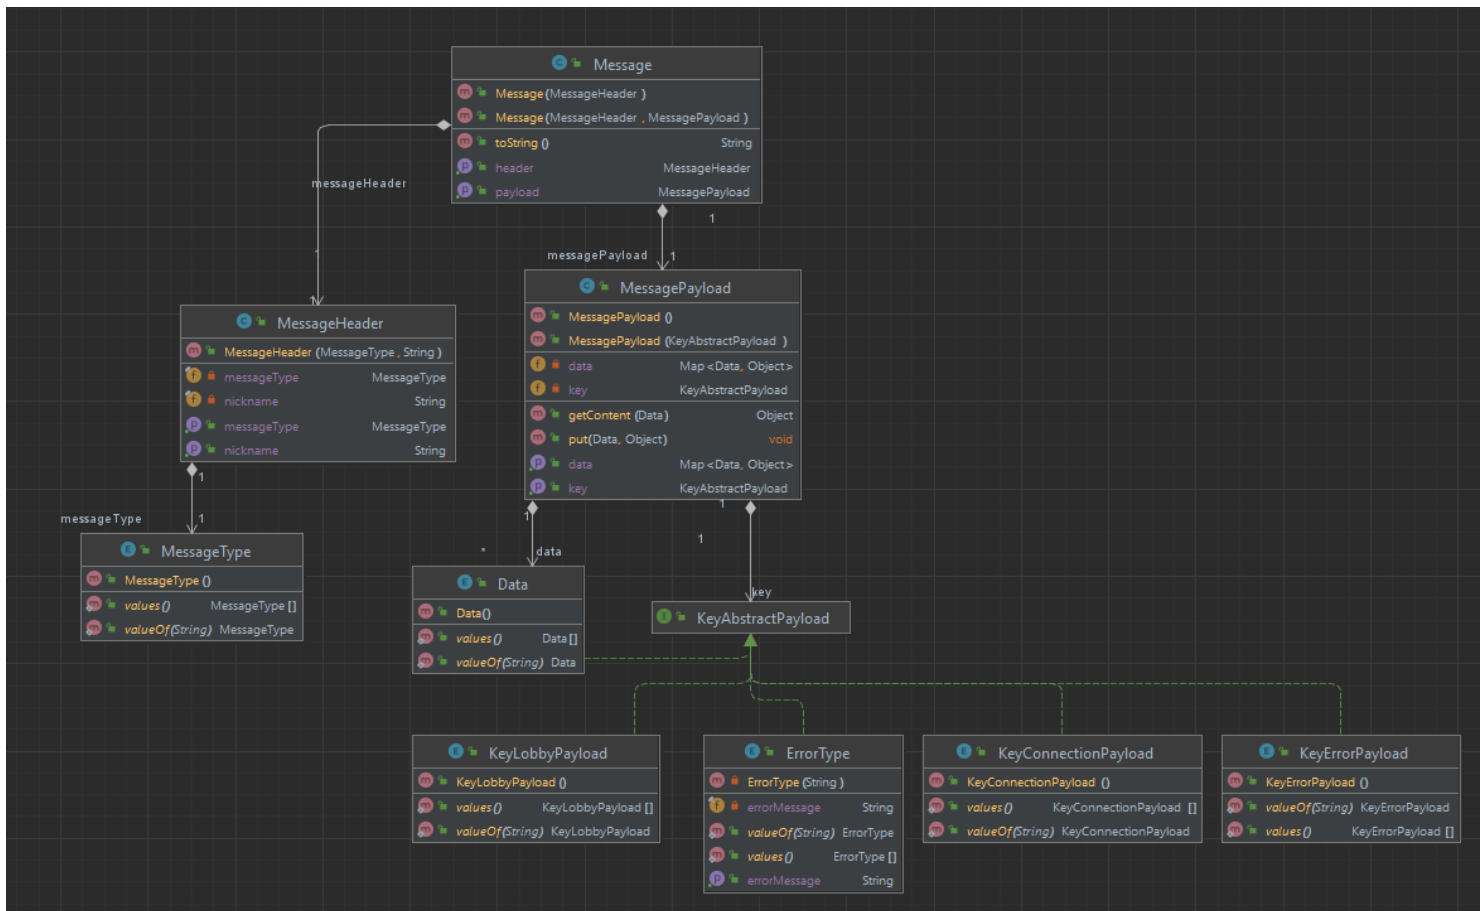 Message
Message(MessageHeader )
Message(MessageHeader , MessagePayload )
toString () String
header MessageHeader
payload MessagePayload
messageHeader
1
messagePayload
1
1
1
MessagePayload
MessagePayload ()
MessagePayload (KeyAbstractPayload )
data Map <Data, Object>
key KeyAbstractPayload
getContent (Data) Object
put(Data, Object) void
data Map <Data, Object>
key KeyAbstractPayload
MessageHeader
MessageHeader (MessageType , String )
messageType MessageType
nickname String
messageType MessageType
nickname String
1
messageType
1
MessageType
MessageType ()
values() MessageType []
valueOf(String) MessageType
1
*
data
1
1
key
Data
Data()
values() Data[]
valueOf(String) Data
KeyAbstractPayload
KeyLobbyPayload
KeyLobbyPayload ()
values() KeyLobbyPayload []
valueOf(String) KeyLobbyPayload
ErrorType
ErrorType (String )
errorMessage String
valueOf(String) ErrorType
values() ErrorType []
errorMessage String
KeyConnectionPayload
KeyConnectionPayload ()
values() KeyConnectionPayload []
valueOf(String) KeyConnectionPayload
KeyErrorPayload
KeyErrorPayload ()
valueOf(String) KeyErrorPayload
values() KeyErrorPayload []